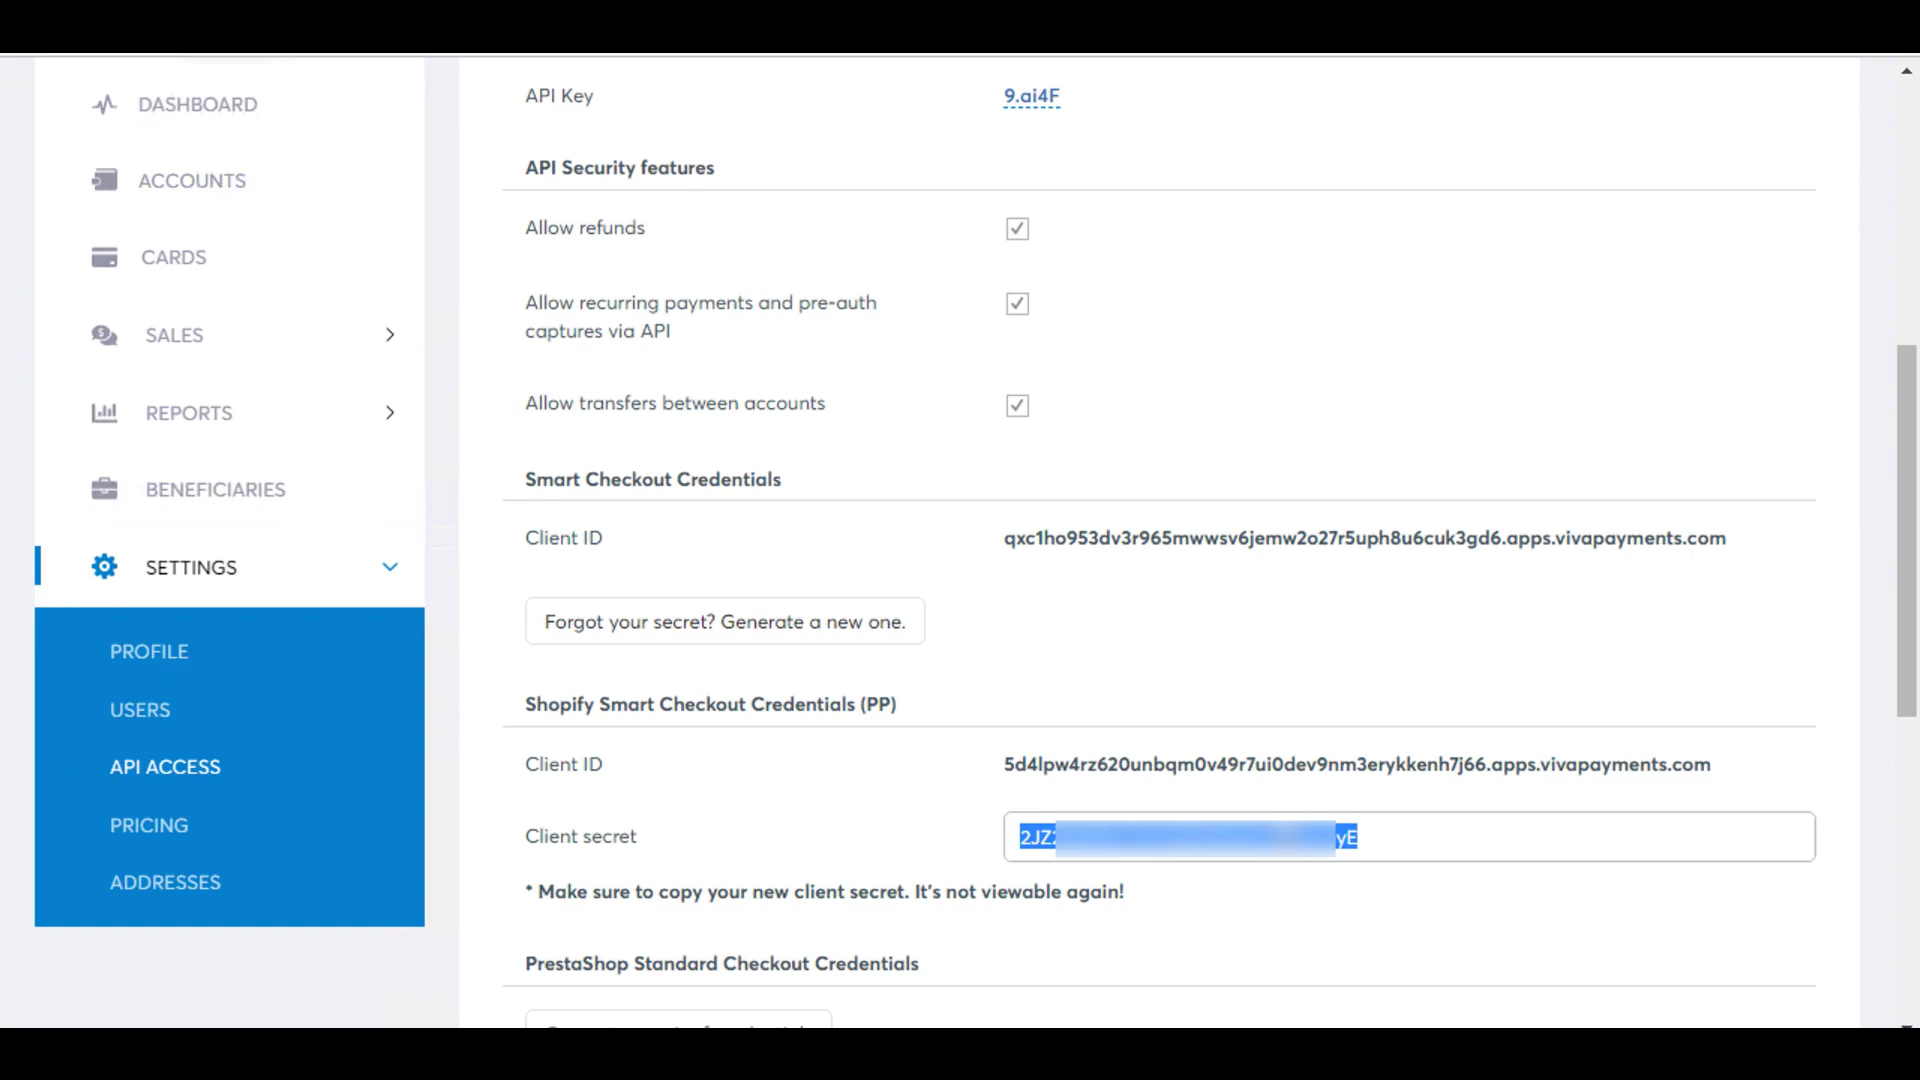 DASHBOARD
ACCOUNTS
CARDS
SALES
REPORTS
BENEFICIARIES
SETTINGS
PROFILE
USERS
API ACCESS
PRICING
ADDRESSES
API Key 9.ai4F
API Security features
Allow refunds
Allow recurring payments and pre-auth
captures via API
Allow transfers between accounts
Smart Checkout Credentials
Client ID qxc1ho953dv3r965mwwsv6jemw2o27r5uph8u6cuk3gd6.apps.vivapayments.com
Forgot your secret? Generate a new one.
Shopify Smart Checkout Credentials (PP)
Client ID 5d4lpw4rz620unbqm0v49r7ui0dev9nm3erykkenh7j66.apps.vivapayments.com
Client secret
* Make sure to copy your new client secret. It's not viewable again!
PrestaShop Standard Checkout Credentials